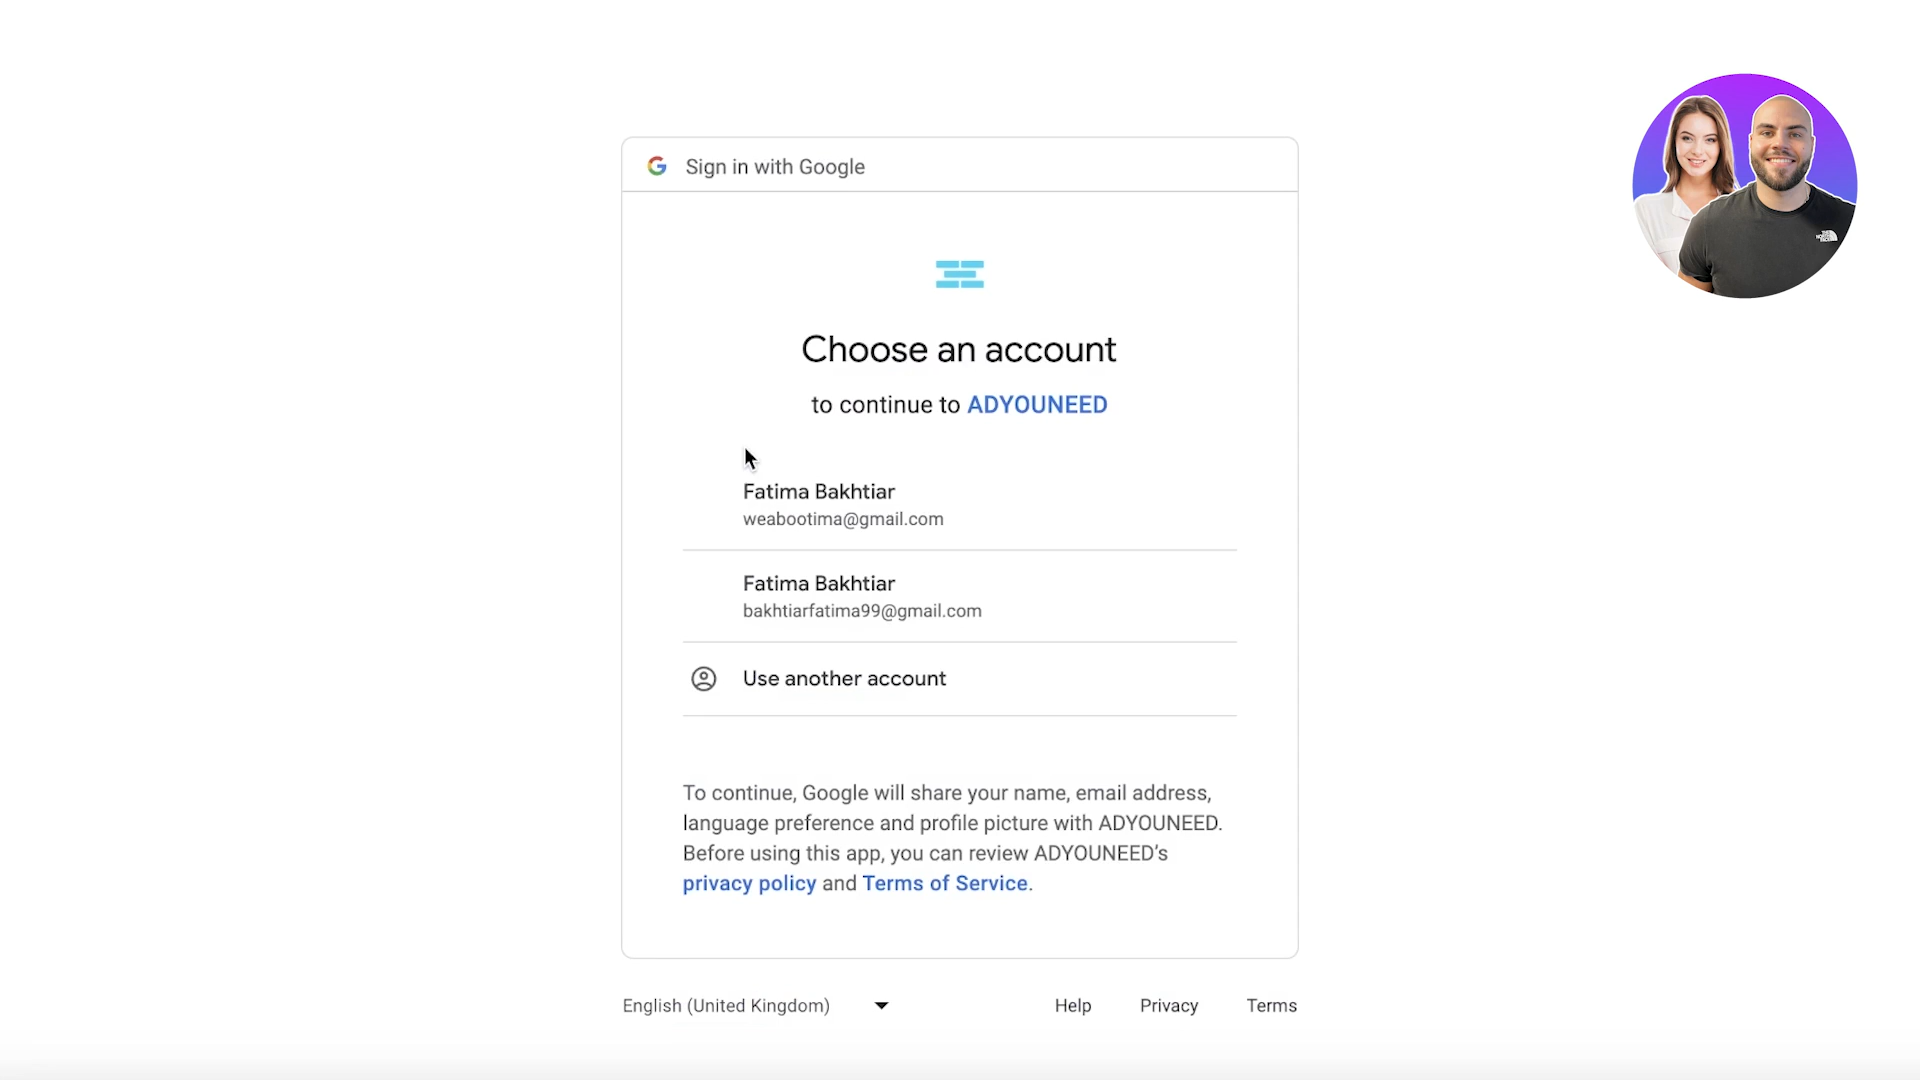 Sign in with Google
Choose an account
to continue to ADYOUNEED
Fatima Bakhtiar
weabootima@gmail.com
Fatima Bakhtiar
bakhtiarfatima99@gmail.com
Use another account
To continue, Google will share your name, email address,
language preference and profile picture with ADYOUNEED.
Before using this app, you can review ADYOUNEED's
privacy policy and Terms of Service.
English (United Kingdom)
Help Privacy Terms